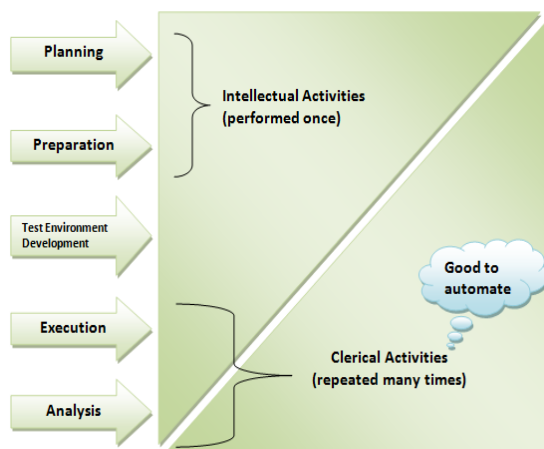 Planning
Intellectual Activities
(performed once)
Preparation
Test Environment
Development
Good to
automate
Execution
Clerical Activities
(repeated many times)
Analysis